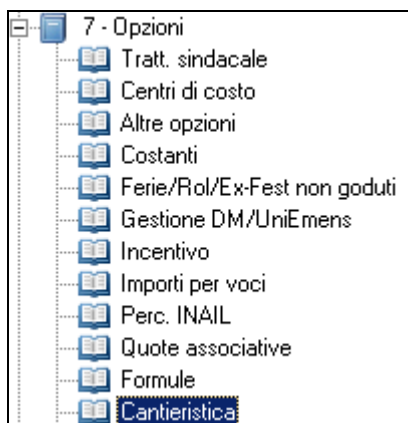 7 - Opzioni
Tratt. sindacale
Centri di costo
Altre opzioni
Costanti
Ferie/Rol/Ex-Fest non goduti
Gestione DM/UniEmens
Incentivo
Importi per voci
Perc. INAIL
Quote associative
Formule
Cantieristica